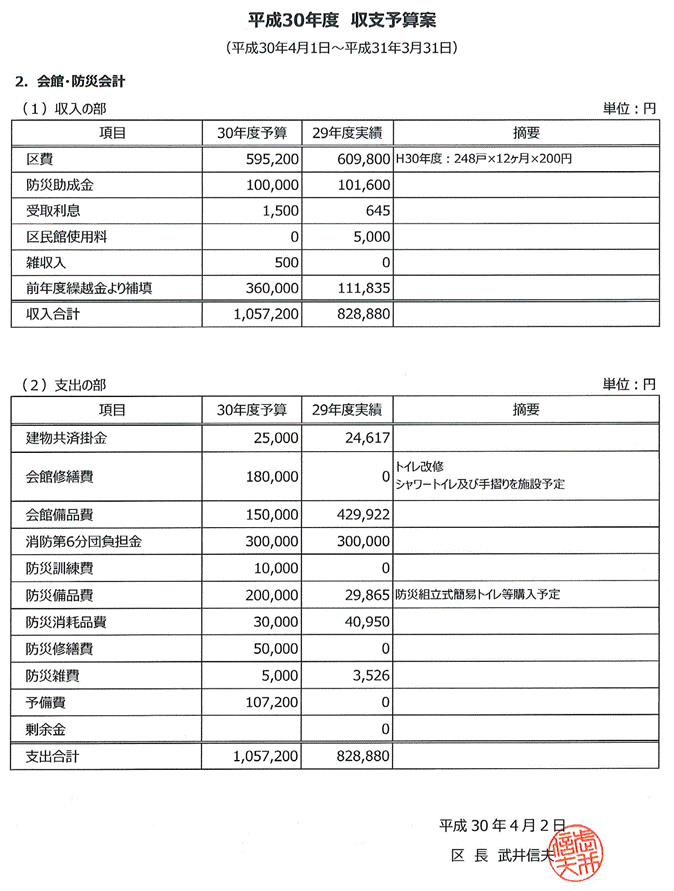 平成30年度 収支予算案
（平成30年4月1日～平成31年3月31日）
2．会館・防災会計
（1）収入の部 単位：円
項目 30年度予算 29年度実績 摘要
区費 595,200 609,800 H30年度：248戸×12ヶ月×200円
防災助成金 100,000 101,600
受取利息 1,500 645
区民館使用料 0 5,000
雑収入 500 0
前年度繰越金より補填 360,000 111,835
収入合計 1,057,200 828,880
（2）支出の部 単位：円
項目 30年度予算 29年度実績 摘要
建物共済掛金 25,000 24,617
会館修繕費 180,000 0 トイレ改修
シャワートイレ及び手摺りを施設予定
会館備品費 150,000 429,922
消防第6分団負担金 300,000 300,000
防災訓練費 10,000 0
防災備品費 200,000 29,865 防災組立式簡易トイレ等購入予定
防災消耗品費 30,000 40,950
防災修繕費 50,000 0
防災雑費 5,000 3,526
予備費 107,200 0
剰余金 0
支出合計 1,057,200 828,880
平成 30 年 4 月 2 日
区 長 武井信夫